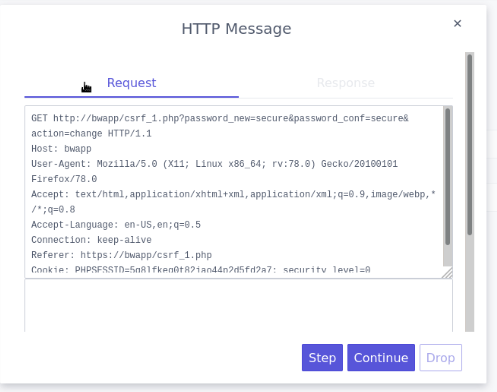 HTTP Message
×
Request
Response
GET http://bwapp/csrf_1.php?password_new=secure&password_conf=secure&
action=change HTTP/1.1
Host: bwapp
User-Agent: Mozilla/5.0 (X11; Linux x86_64; rv:78.0) Gecko/20100101
Firefox/78.0
Accept: text/html,application/xhtml+xml,application/xml;q=0.9,image/webp,*
/*;q=0.8
Accept-Language: en-US,en;q=0.5
Connection: keep-alive
Referer: https://bwapp/csrf_1.php
Cookie: security_level=0
Step
Continue
Drop